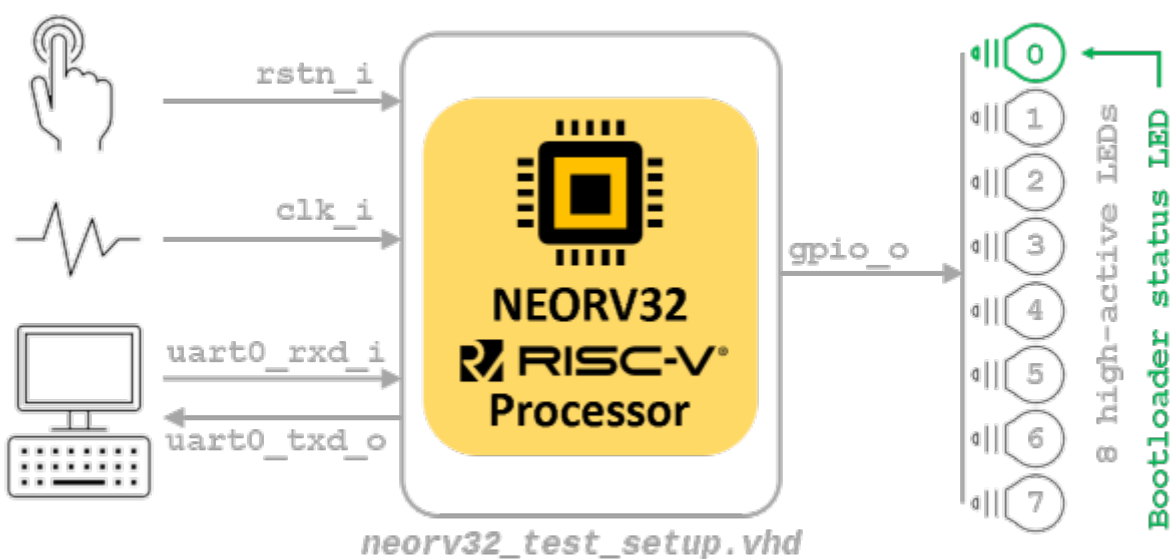 rstn_i
clk_i
uart0_rxd_i
uart0_txd_o
NEORV32
RISC-V®
Processor
gpio_o
0
1
2
3
4
5
6
7
8 high-active LEDs
Bootloader status LED
neorv32_test_setup.vhd